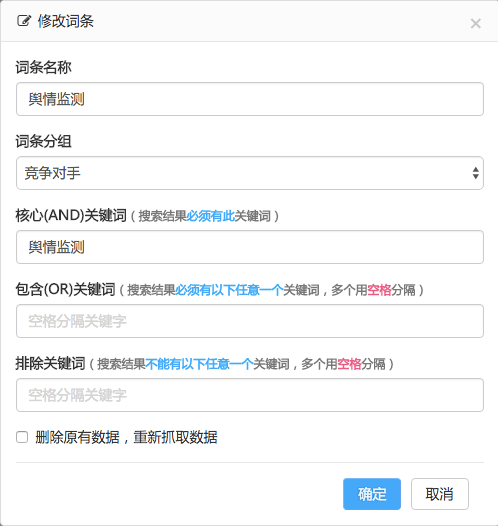 修改词条
×
词条名称
舆情监测
词条分组
竞争对手
核心(AND)关键词（搜索结果必须有此关键词）
舆情监测
包含(OR)关键词（搜索结果必须有以下任意一个关键词，多个用空格分隔）
空格分隔关键字
排除关键词（搜索结果不能有以下任意一个关键词，多个用空格分隔）
空格分隔关键字
删除原有数据，重新抓取数据
确定 取消